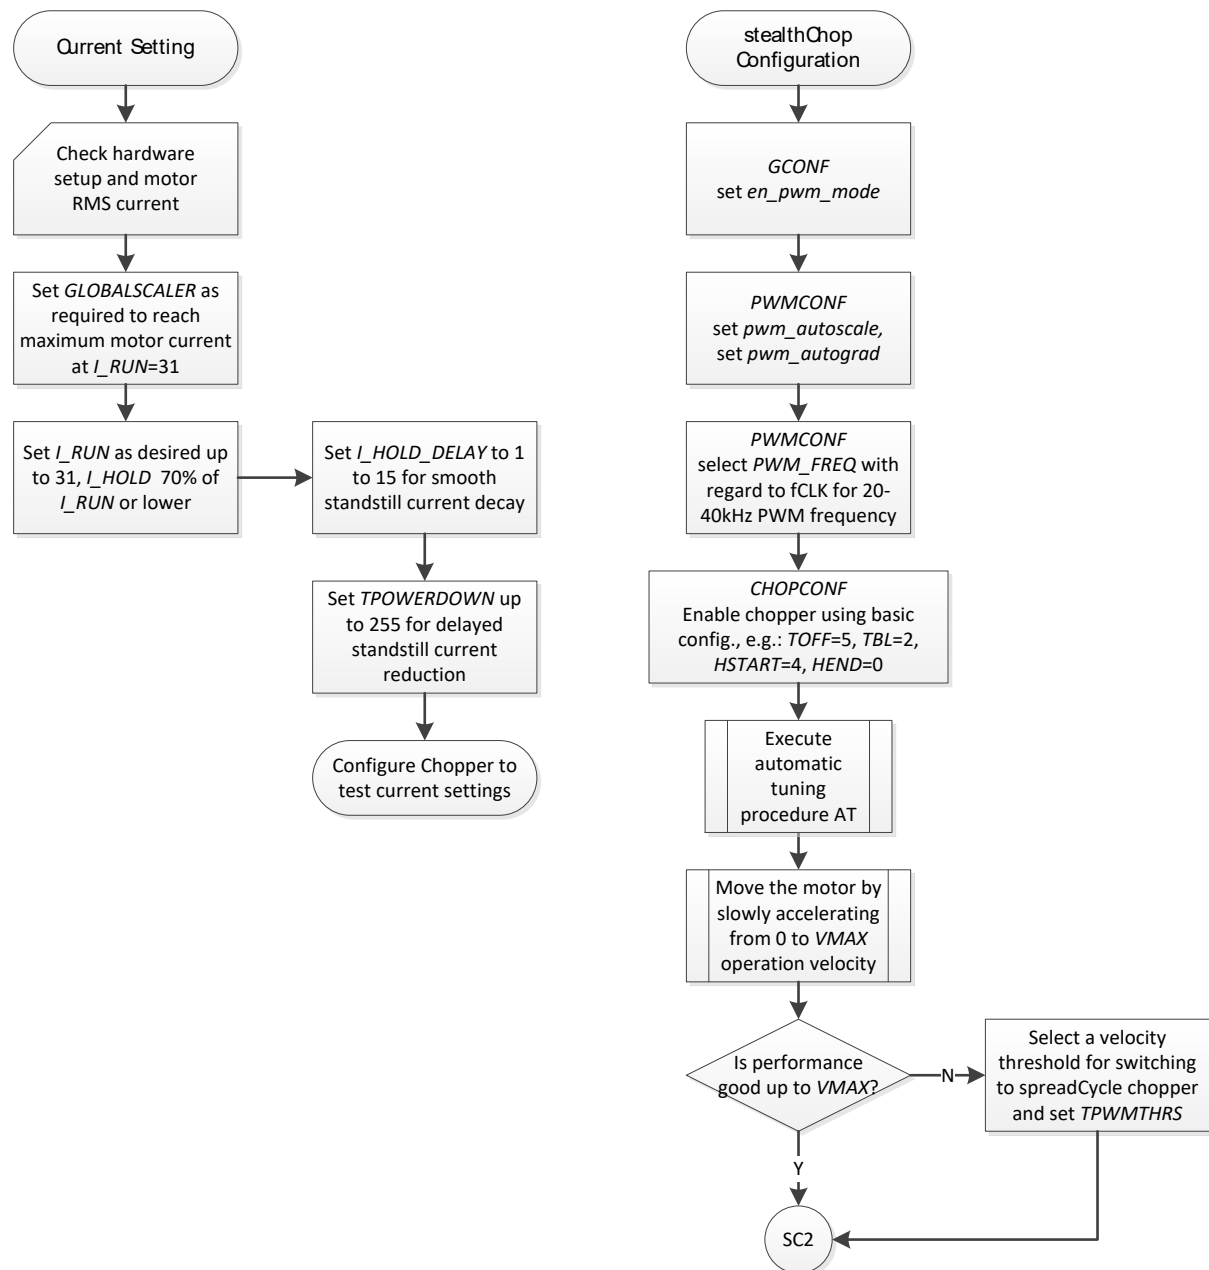 Current Setting
Check hardware
setup and motor
RMS current
Set GLOBALSCALER as
required to reach
maximum motor current
at I_RUN=31
Set I_RUN as desired up
to 31, I_HOLD 70% of
I_RUN or lower
Set I_HOLD_DELAY to 1
to 15 for smooth
standstill current decay
Set TPOWERDOWN up
to 255 for delayed
standstill current
reduction
Configure Chopper to
test current settings
stealthChop
Configuration
GCONF
set en_pwm_mode
PWMCONF
set pwm_autoscale,
set pwm_autograd
PWMCONF
select PWM_FREQ with
regard to fCLK for 20-
40kHz PWM frequency
CHOPCONF
Enable chopper using basic
config., e.g.: TOFF=5, TBL=2,
HSTART=4, HEND=0
Execute
automatic
tuning
procedure AT
Move the motor by
slowly accelerating
from 0 to VMAX
operation velocity
Is performance
good up to VMAX?
N
Select a velocity
threshold for switching
to spreadCycle chopper
and set TPWMTHRS
Y
SC2